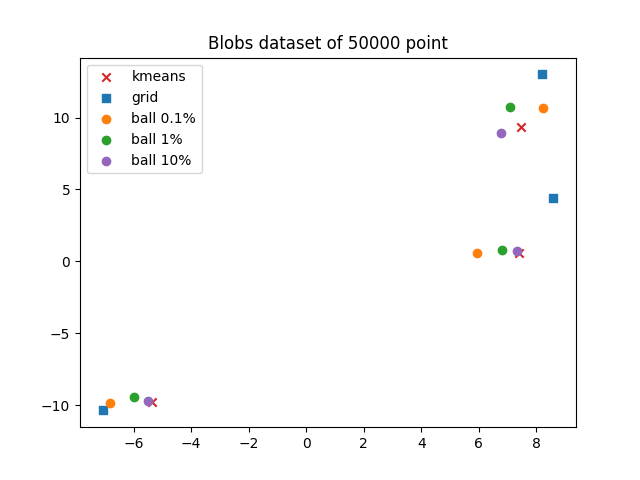 Blobs dataset of 50000 point
kmeans
grid
ball 0.1%
ball 1%
ball 10%
10
5
0
−5
−10
−6
−4
−2
0
2
4
6
8